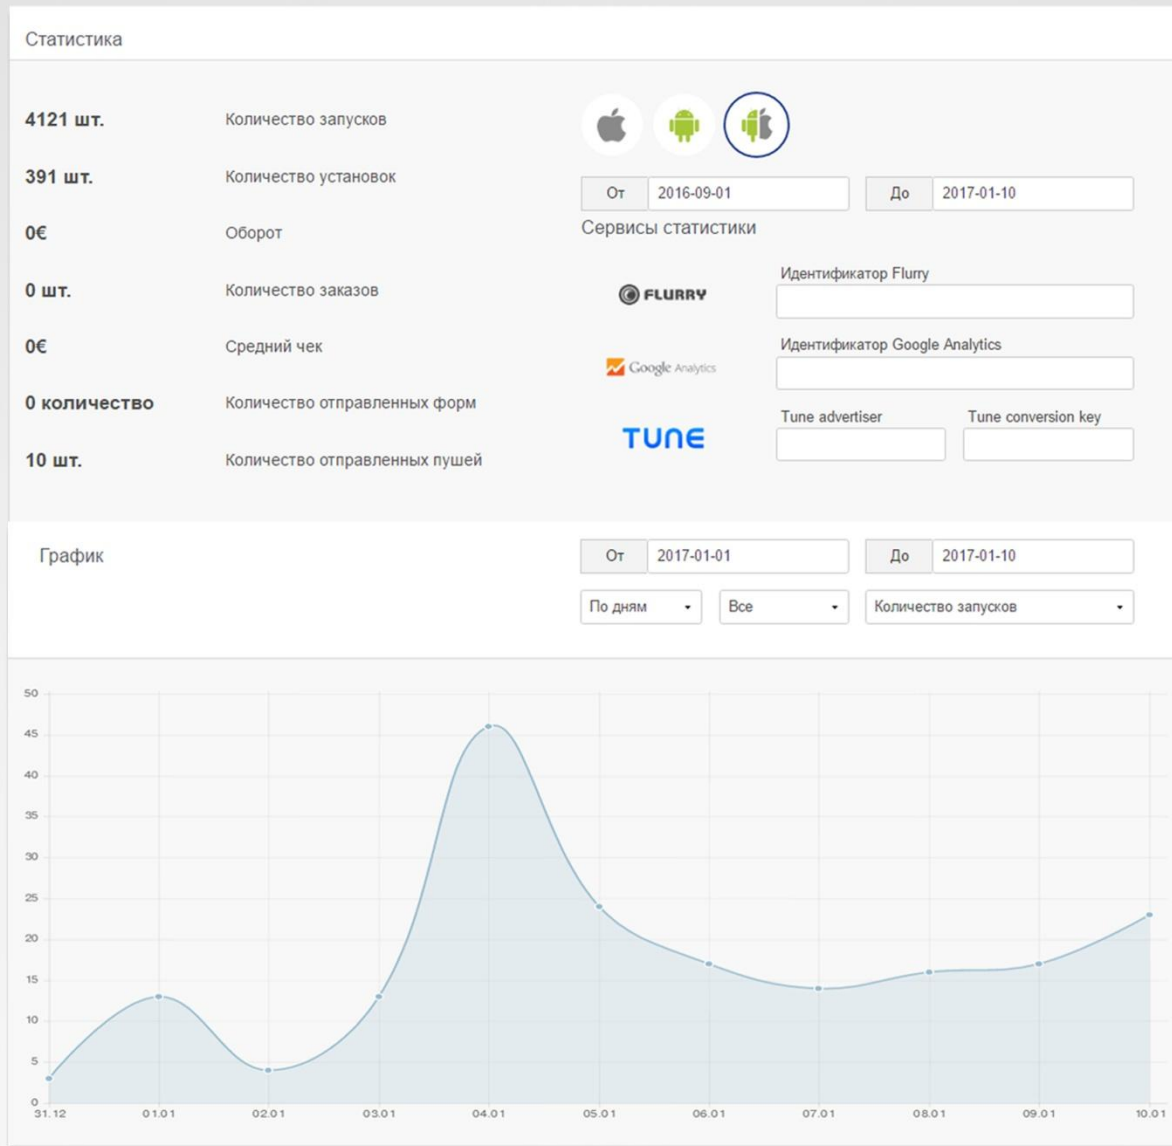 Статистика
4121 шт. Количество запусков
391 шт. Количество установок
0€ Оборот
0 шт. Количество заказов
0€ Средний чек
0 количество Количество отправленных форм
10 шт. Количество отправленных пушей
От 2016-09-01 До 2017-01-10
Сервисы статистики
Идентификатор Flurry
FLURRY
Идентификатор Google Analytics
Google Analytics
Tune advertiser Tune conversion key
TUNE
График
От 2017-01-01 До 2017-01-10
По дням Все Количество запусков
50
45
40
35
30
25
20
15
10
5
0
31.12 01.01 02.01 03.01 04.01 05.01 06.01 07.01 08.01 09.01 10.01